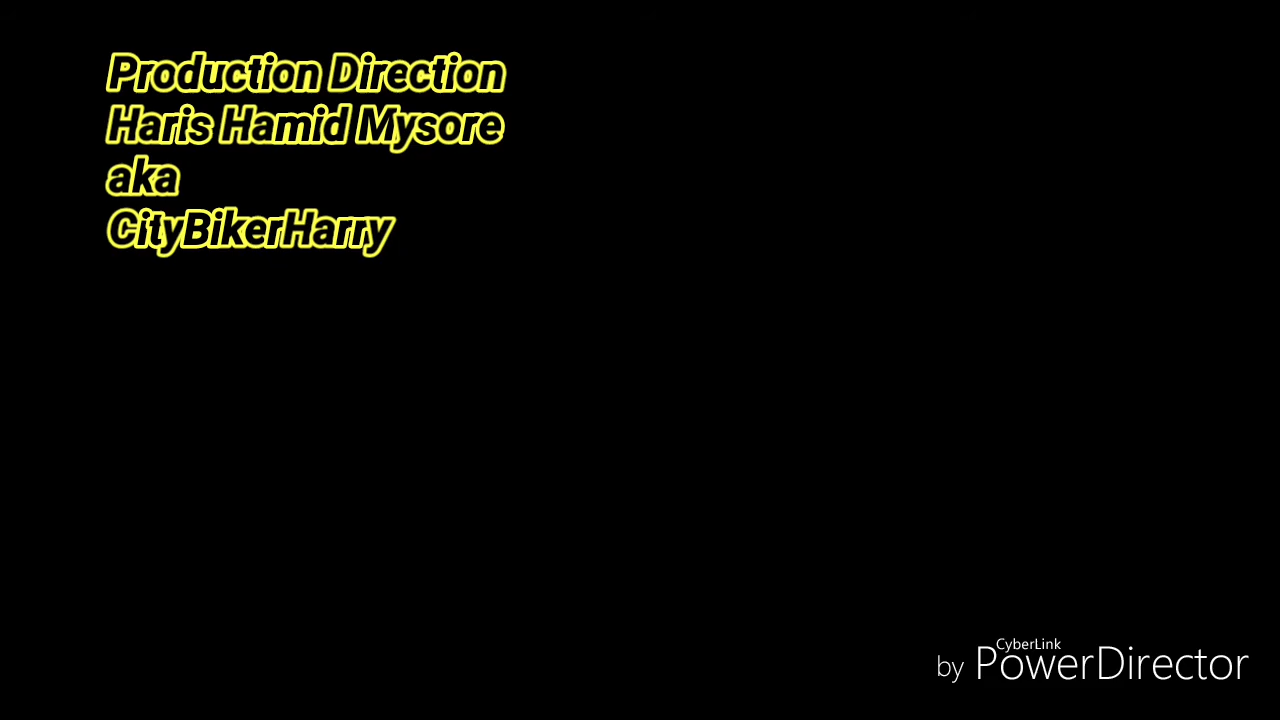 Production Direction
Haris Hamid Mysore
aka
CityBikerHarry
CyberLink
by PowerDirector